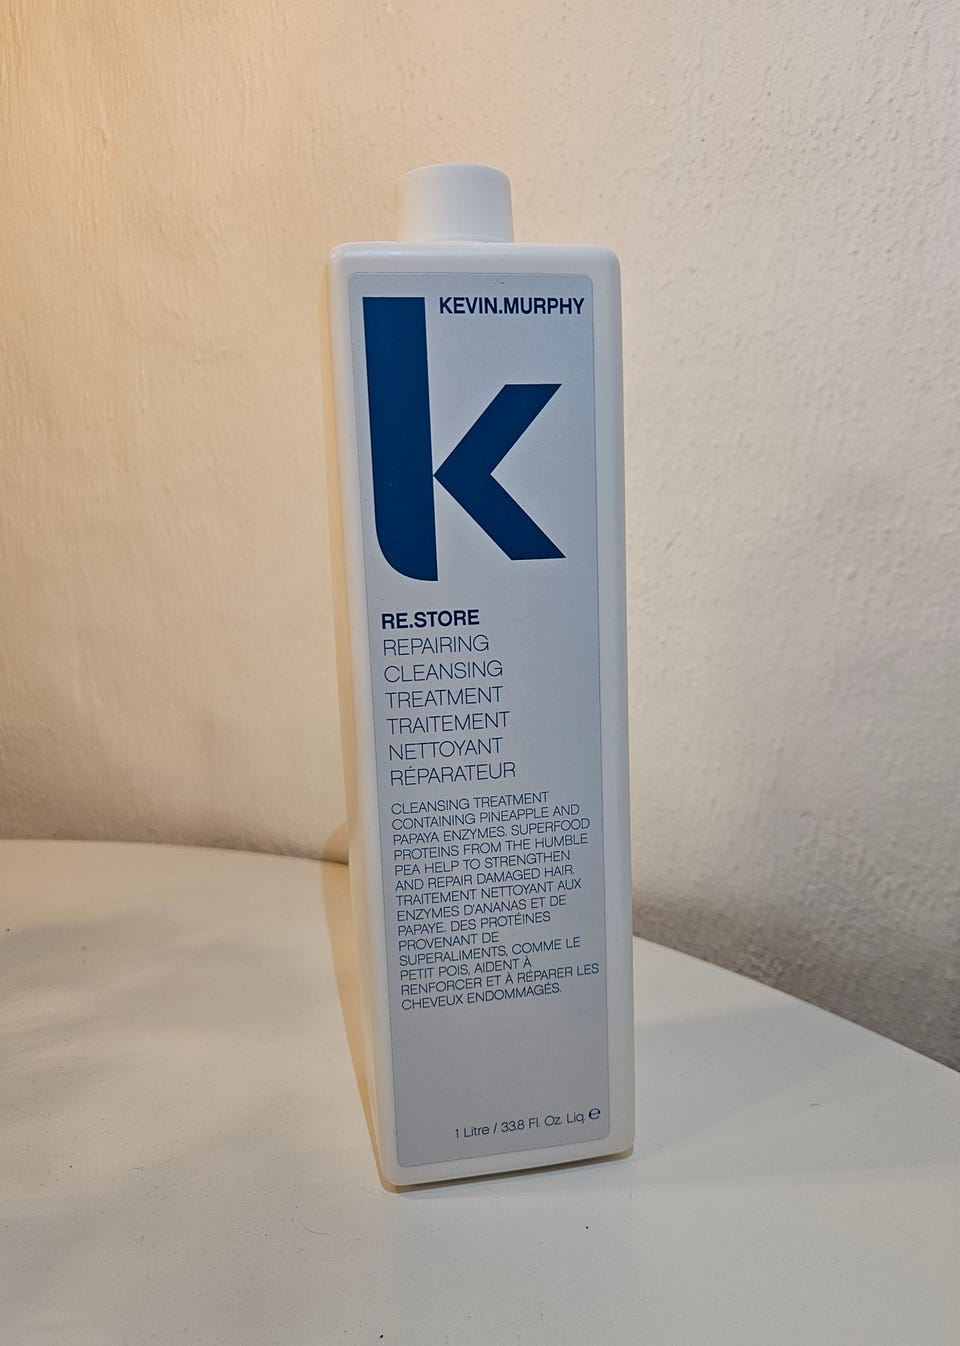 KEVIN.MURPHY
k
RE.STORE
REPAIRING
CLEANSING
TREATMENT
TRAITEMENT
NETTOYANT
RÉPARATEUR
CLEANSING TREATMENT
CONTAINING PINEAPPLE AND
PAPAYA ENZYMES. SUPERFOOD
PROTEINS FROM THE HUMBLE
PEA HELP TO STRENGTHEN
AND REPAIR DAMAGED HAIR.
TRAITEMENT NETTOYANT AUX
ENZYMES D'ANANAS ET DE
PAPAYE. DES PROTÉINES
PROVENANT DE
SUPERALIMENTS, COMME LE
PETIT POIS, AIDENT À
RENFORCER ET À RÉPARER LES
CHEVEUX ENDOMMAGÉS.
1 Litre / 33.8 Fl. Oz. Liq. ℮